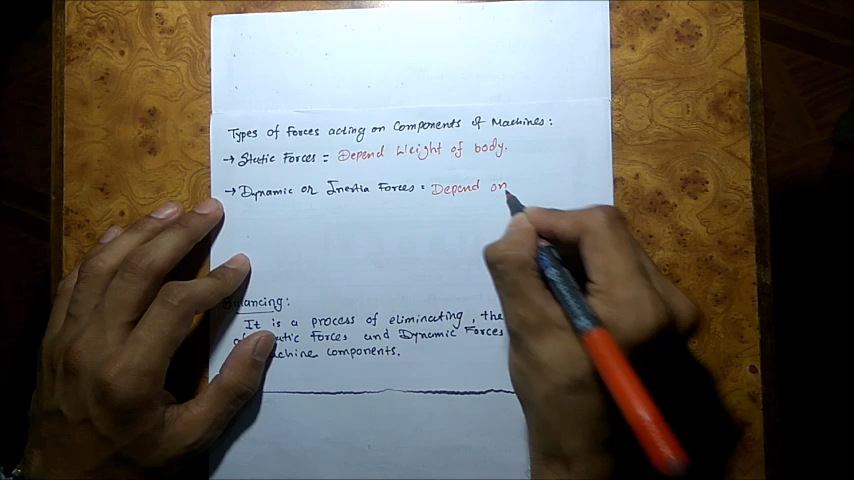 Types of Forces acting on Components of Machines:
→ Static Forces = Depend Weight of body.
→ Dynamic or Inertia Forces = Depend on
Balancing:
It is a process of eliminating, the
Static Forces and Dynamic Forces
machine components.